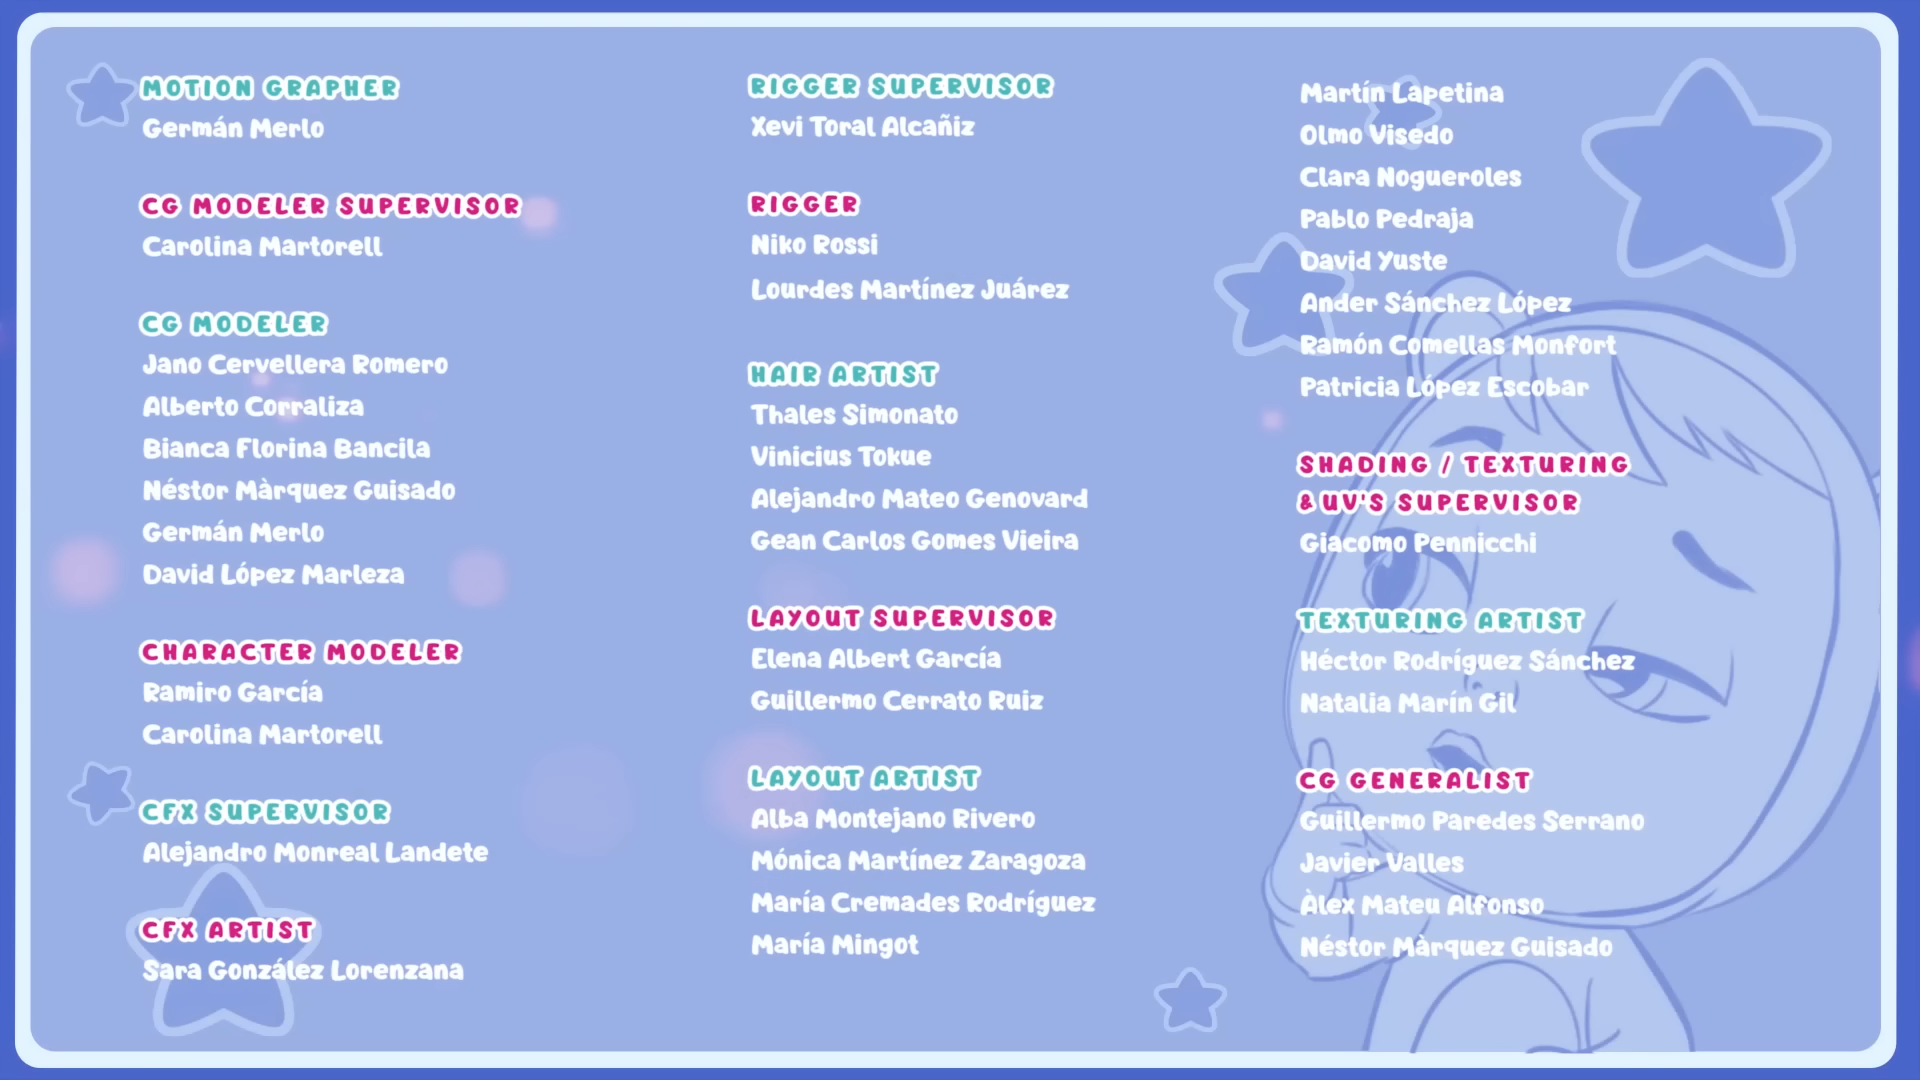 MOTION GRAPHER
Germán Merlo
CG MODELER SUPERVISOR
Carolina Martorell
CG MODELER
Jano Cervellera Romero
Alberto Corraliza
Bianca Florina Bancila
Néstor Màrquez Guisado
Germán Merlo
David López Marleza
CHARACTER MODELER
Ramiro García
Carolina Martorell
CFX SUPERVISOR
Alejandro Monreal Landete
CFX ARTIST
Sara González Lorenzana
RIGGER SUPERVISOR
Xevi Toral Alcañiz
RIGGER
Niko Rossi
Lourdes Martínez Juárez
HAIR ARTIST
Thales Simonato
Vinicius Tokue
Alejandro Mateo Genovard
Gean Carlos Gomes Vieira
LAYOUT SUPERVISOR
Elena Albert García
Guillermo Cerrato Ruiz
LAYOUT ARTIST
Alba Montejano Rivero
Mónica Martínez Zaragoza
María Cremades Rodríguez
María Mingot
Martín Lapetina
Olmo Visedo
Clara Nogueroles
Pablo Pedraja
David Yuste
Ander Sánchez López
Ramón Comellas Monfort
Patricia López Escobar
SHADING / TEXTURING
& UV'S SUPERVISOR
Giacomo Pennicchi
TEXTURING ARTIST
Héctor Rodríguez Sánchez
Natalia Marín Gil
CG GENERALIST
Guillermo Paredes Serrano
Javier Valles
Àlex Mateu Alfonso
Néstor Màrquez Guisado